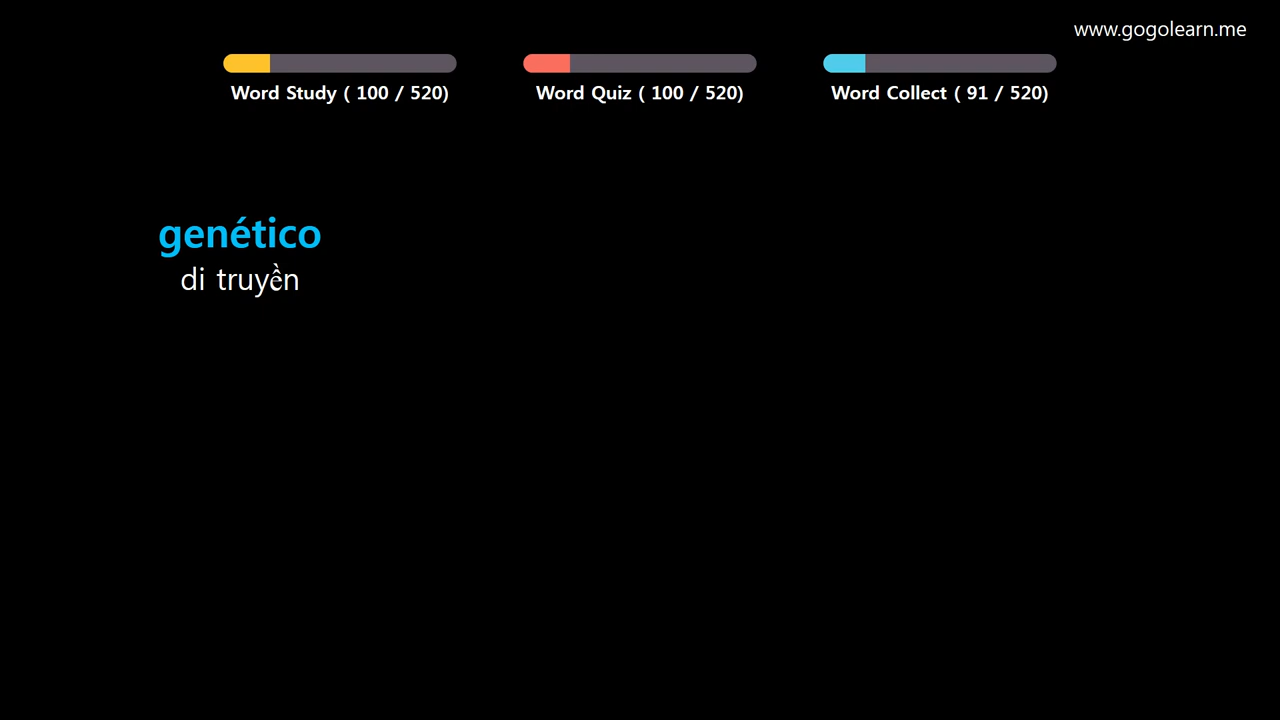 www.gogolearn.me
Word Study ( 100 / 520)
Word Quiz ( 100 / 520)
Word Collect ( 91 / 520)
genético
di truyền